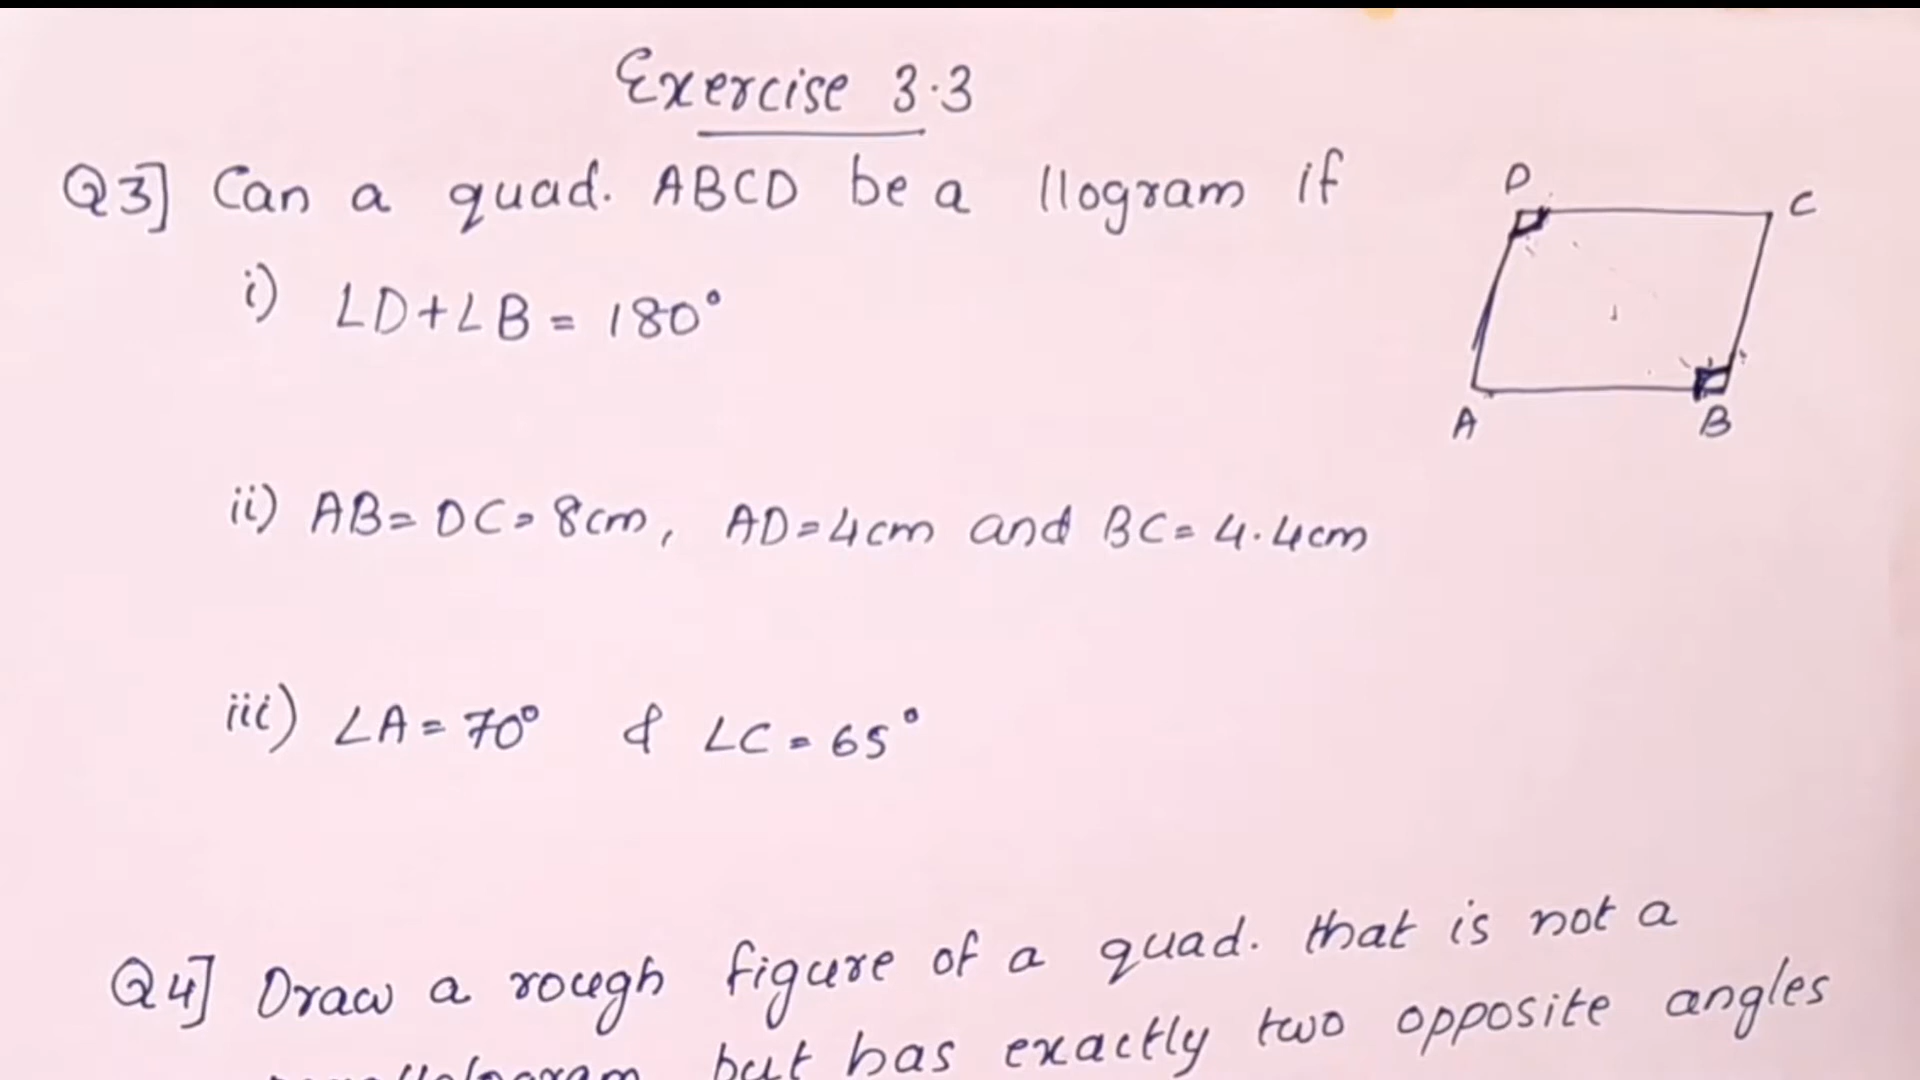 Exercise 3.3
Q3] Can a quad. ABCD be a llogram if
D
C
A
B
i) ∠D+∠B = 180°
ii) AB = DC = 8cm, AD = 4cm and BC = 4.4cm
iii) ∠A = 70° & ∠C = 65°
Q4] Draw a rough figure of a quad. that is not a
but has exactly two opposite angles